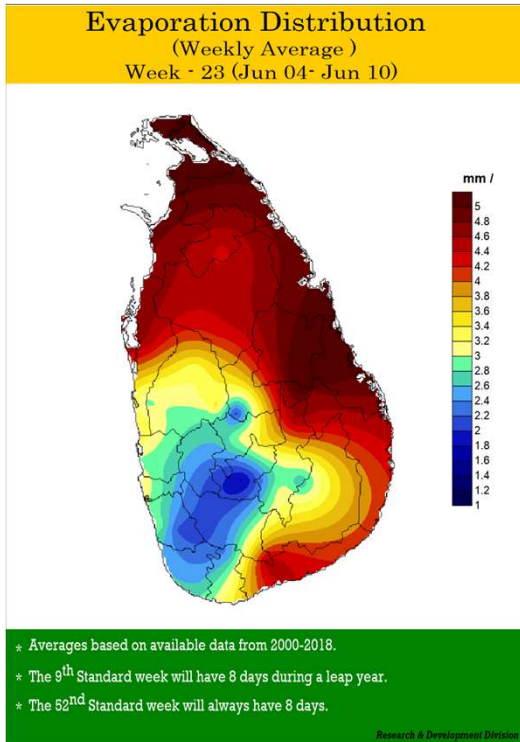 Evaporation Distribution
(Weekly Average )
Week - 23 (Jun 04- Jun 10)
mm /
5
4.8
4.6
4.4
4.2
4
3.8
3.6
3.4
3.2
3
2.8
2.6
2.4
2.2
2
1.8
1.6
1.4
1.2
1
* Averages based on available data from 2000-2018.
* The 9th Standard week will have 8 days during a leap year.
* The 52nd Standard week will always have 8 days.
Research & Development Division